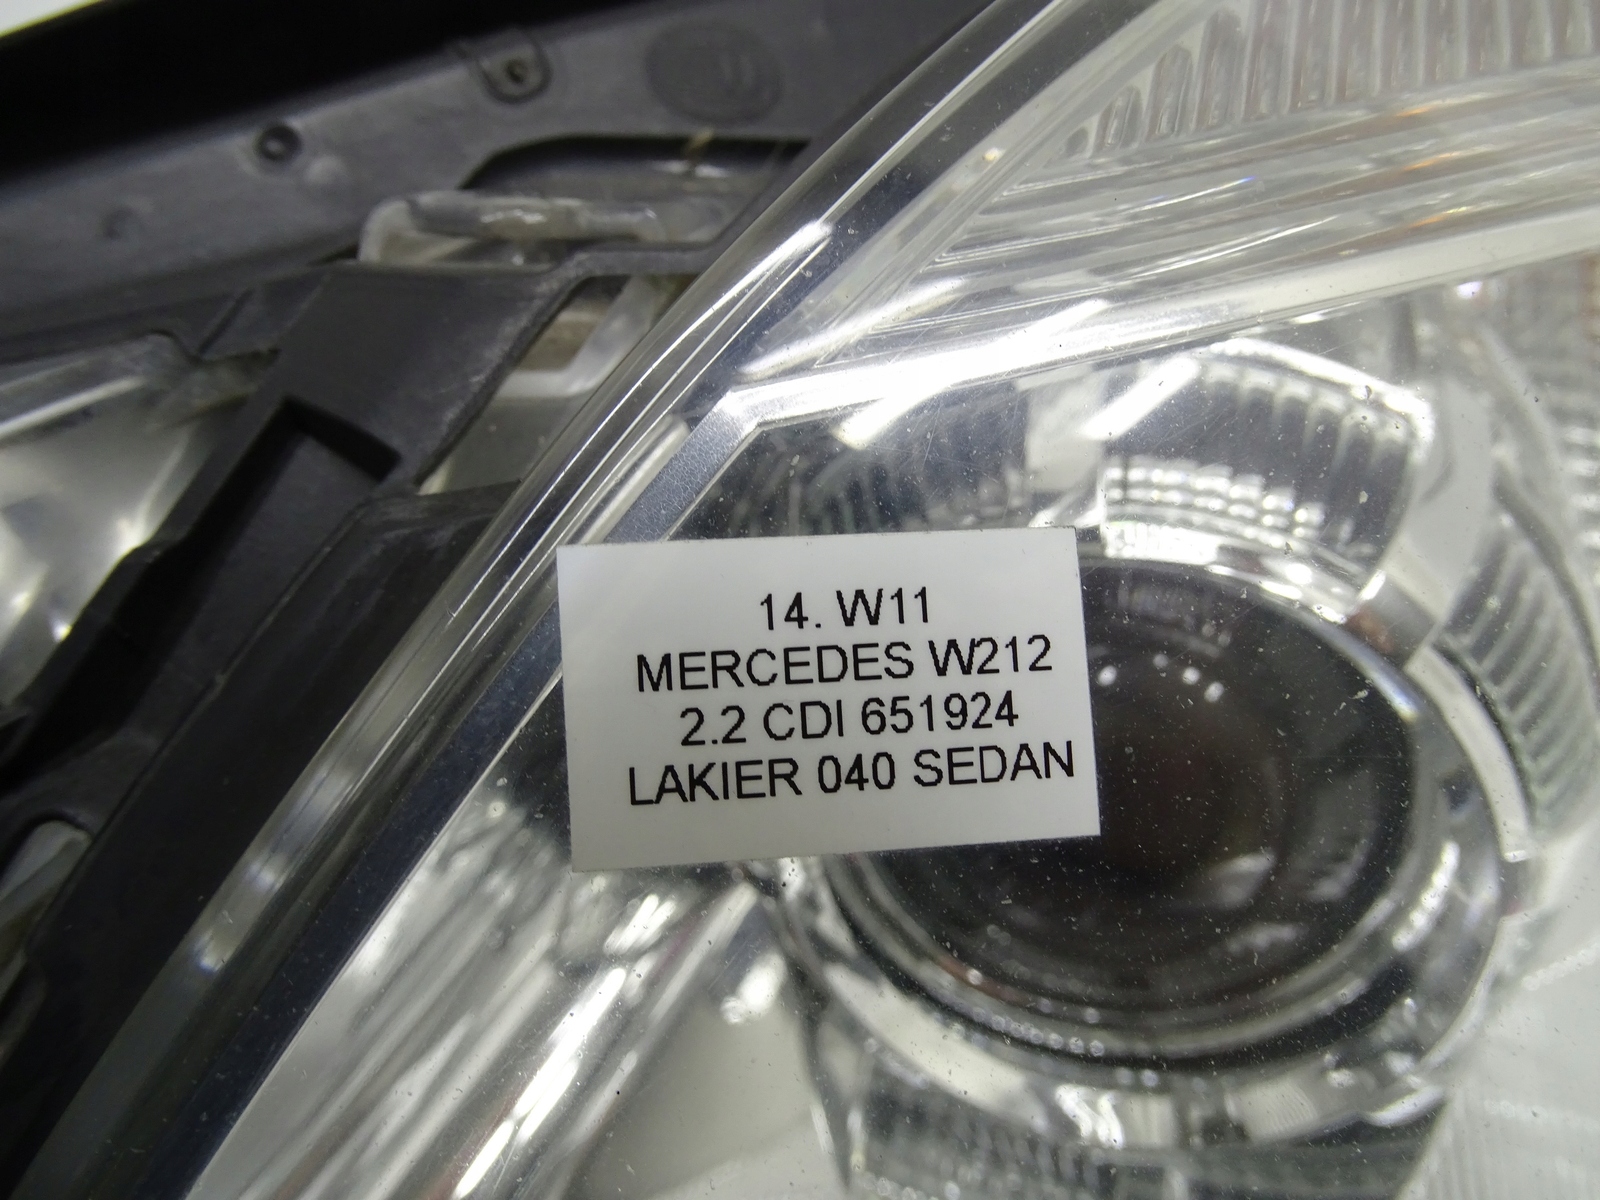 14. W11
MERCEDES W212
2.2 CDI 651924
LAKIER 040 SEDAN